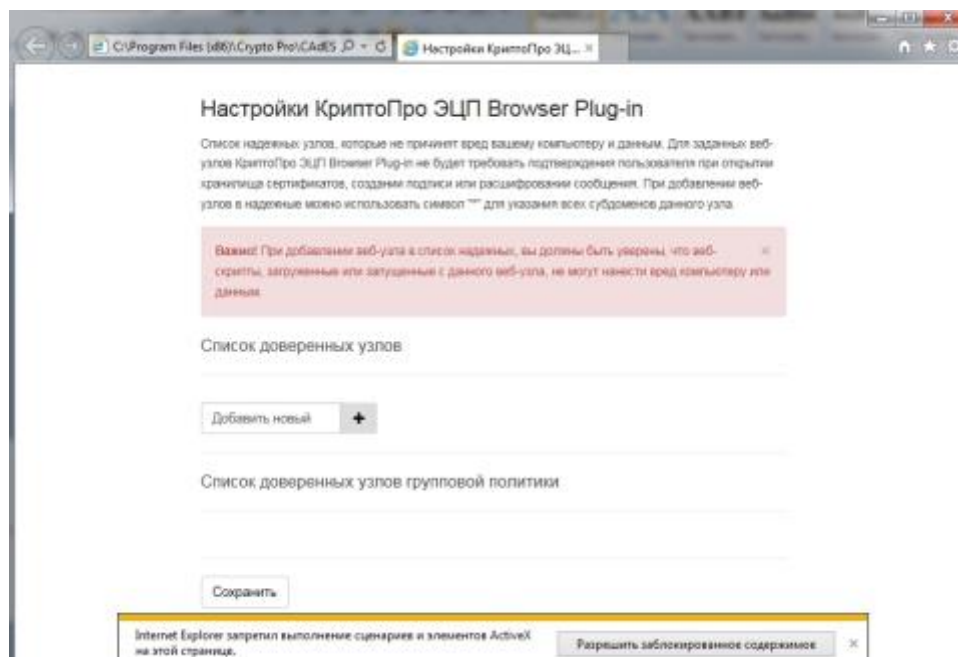 C:\Program Files (x86)\Crypto Pro\CAdES
Настройки КриптоПро ЭЦ...
Настройки КриптоПро ЭЦП Browser Plug-in
Список надежных узлов, которые не причинят вред вашему компьютеру и данным. Для заданных веб-
узлов КриптоПро ЭЦП Browser Plug-in не будет требовать подтверждения пользователя при открытии
хранилища сертификатов, создании подписи или расшифровании сообщения. При добавлении веб-
узлов в надежные можно использовать символ "*" для указания всех субдоменов данного узла.
Важно! При добавлении веб-узла в список надежных, вы должны быть уверены, что веб-
скрипты, загруженные или запущенные с данного веб-узла, не могут нанести вред компьютеру или
данным.
Список доверенных узлов
Добавить новый
Список доверенных узлов групповой политики
Сохранить
Internet Explorer запретил выполнение сценариев и элементов ActiveX
на этой странице.
Разрешить заблокированное содержимое